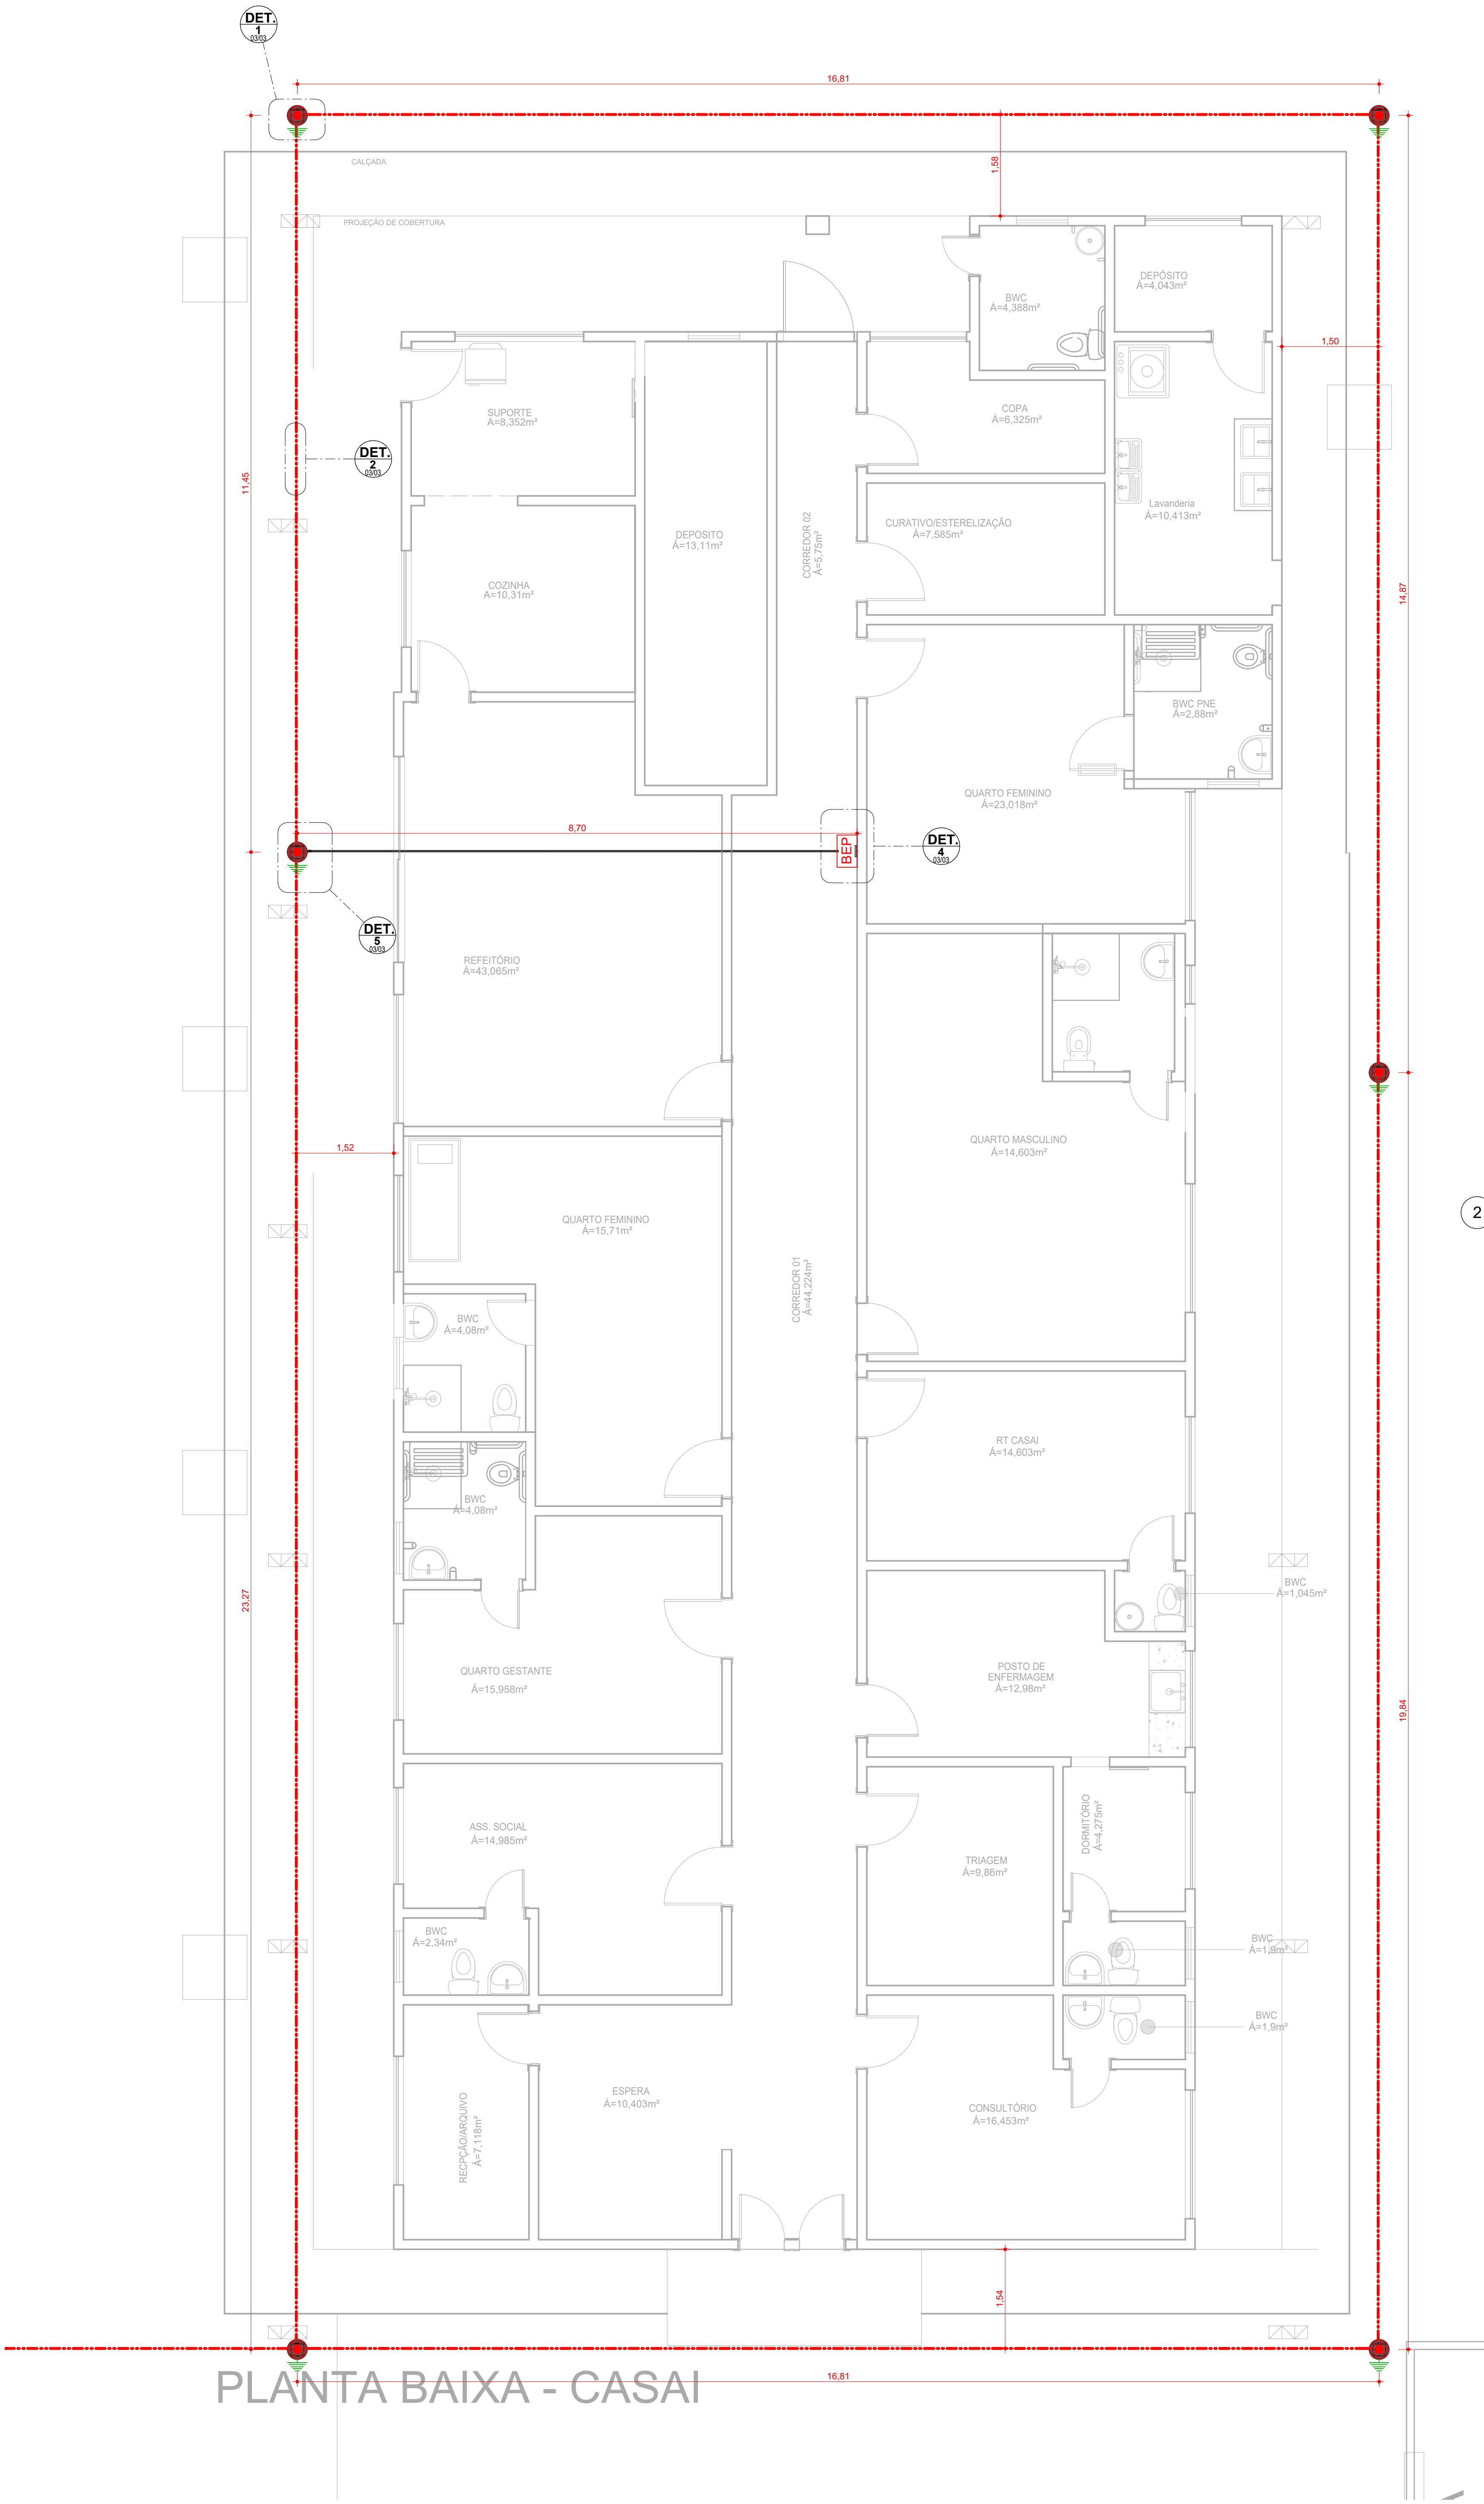 DET.
1
03/03
16,81
CALÇADA
PROJEÇÃO DE COBERTURA
1,58
DEPÓSITO
Á=4,043m²
BWC
Á=4,388m²
1,50
SUPORTE
Á=8,352m²
COPA
Á=6,325m²
DET.
2
03/03
11,45
Lavanderia
Á=10,413m²
CURATIVO/ESTERELIZAÇÃO
Á=7,585m²
DEPOSITO
Á=13,11m²
CORREDOR 02
Á=5,75m²
COZINHA
Á=10,31m²
14,87
BWC PNE
Á=2,88m²
QUARTO FEMININO
Á=23,018m²
8,70
BEP
DET.
4
03/03
DET.
5
03/03
REFEITÓRIO
Á=43,065m²
QUARTO MASCULINO
Á=14,603m²
1,52
2
QUARTO FEMININO
Á=15,71m²
CORREDOR 01
Á=44,224m²
BWC
Á=4,08m²
RT CASAI
Á=14,603m²
BWC
Á=4,08m²
23,27
BWC
Á=1,045m²
QUARTO GESTANTE
Á=15,958m²
POSTO DE
ENFERMAGEM
Á=12,98m²
19,84
ASS. SOCIAL
Á=14,985m²
DORMITÓRIO
Á=4,275m²
TRIAGEM
Á=9,86m²
BWC
Á=2,34m²
BWC
Á=1,9m²
BWC
Á=1,9m²
ESPERA
Á=10,403m²
RECPÇÃO/ARQUIVO
Á=7,118m²
CONSULTÓRIO
Á=16,453m²
1,54
16,81
PLANTA BAIXA - CASAI